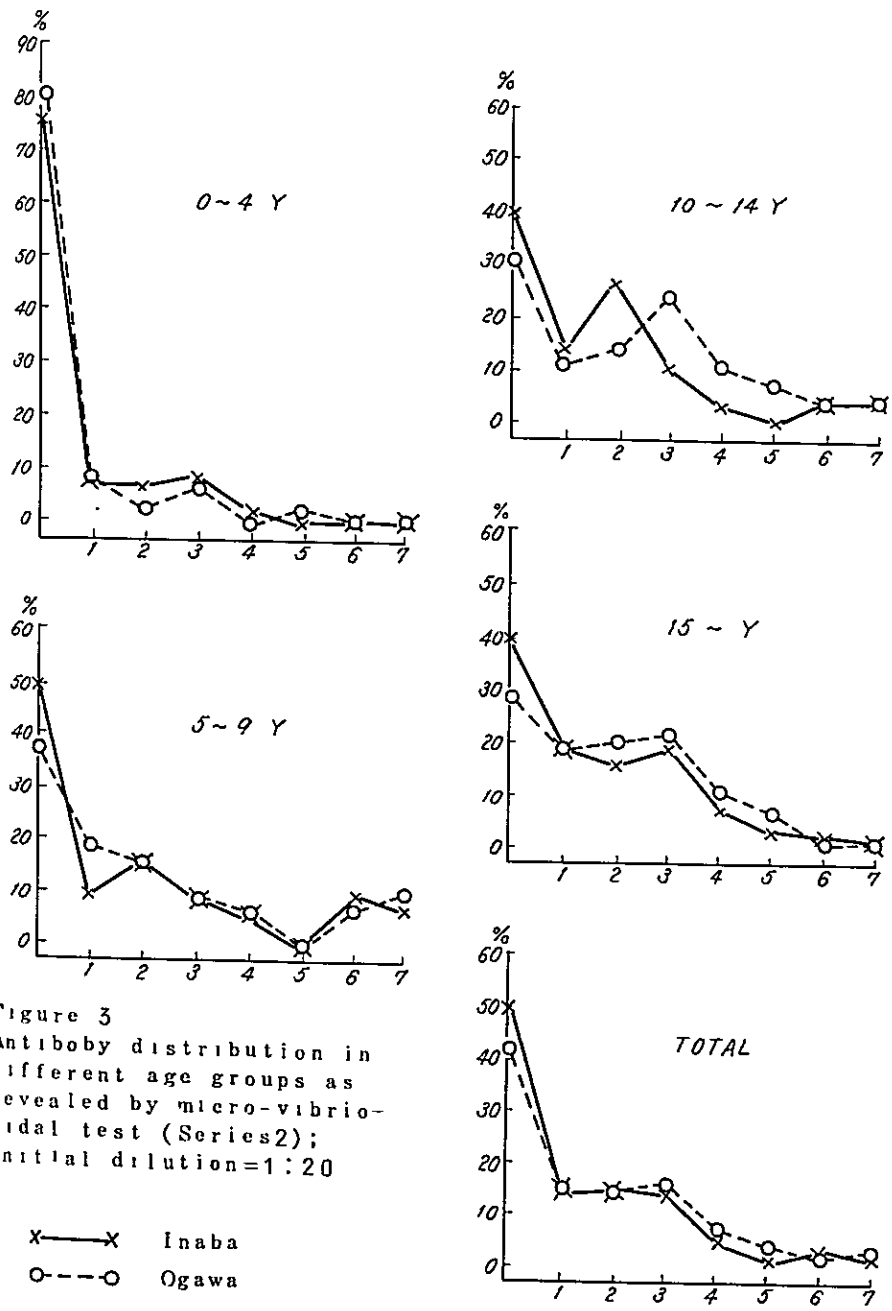 %
90
80
70
60
50
40
30
20
10
0
1 2 3 4 5 6 7
0~4 Y
%
60
50
40
30
20
10
0
1 2 3 4 5 6 7
5~9 Y
%
60
50
40
30
20
10
0
1 2 3 4 5 6 7
10~14 Y
%
60
50
40
30
20
10
0
1 2 3 4 5 6 7
15~ Y
%
60
50
40
30
20
10
0
1 2 3 4 5 6 7
TOTAL
Figure 3
Antiboby distribution in
ifferent age groups as
evealed by micro-vibrio-
idal test (Series2);
nitial dilution=1:20
x——x Inaba
o---o Ogawa